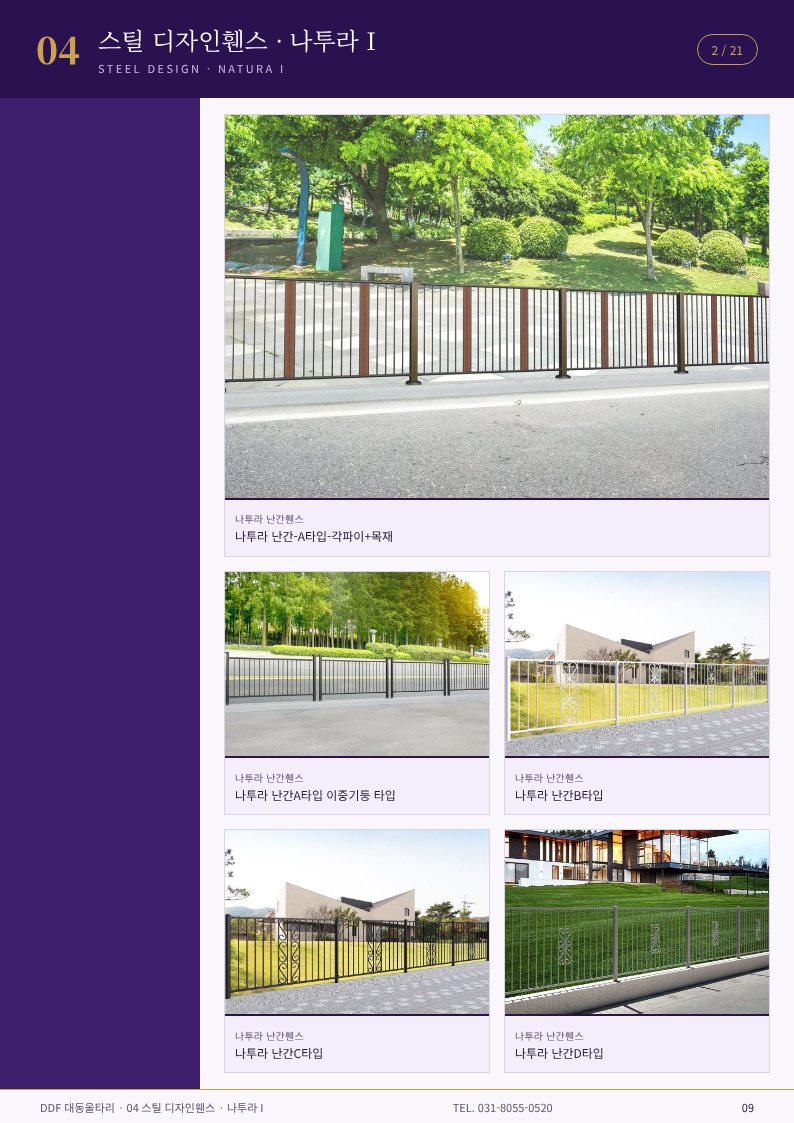 04
스틸 디자인휀스 · 나투라 I
STEEL DESIGN · NATURA I
2 / 21
나투라 난간휀스
나투라 난간-A타입-각파이+목재
나투라 난간휀스
나투라 난간A타입 이중기둥 타입
나투라 난간휀스
나투라 난간B타입
나투라 난간휀스
나투라 난간C타입
나투라 난간휀스
나투라 난간D타입
DDF 대동울타리 · 04 스틸 디자인휀스 · 나투라 I
TEL. 031-8055-0520
09